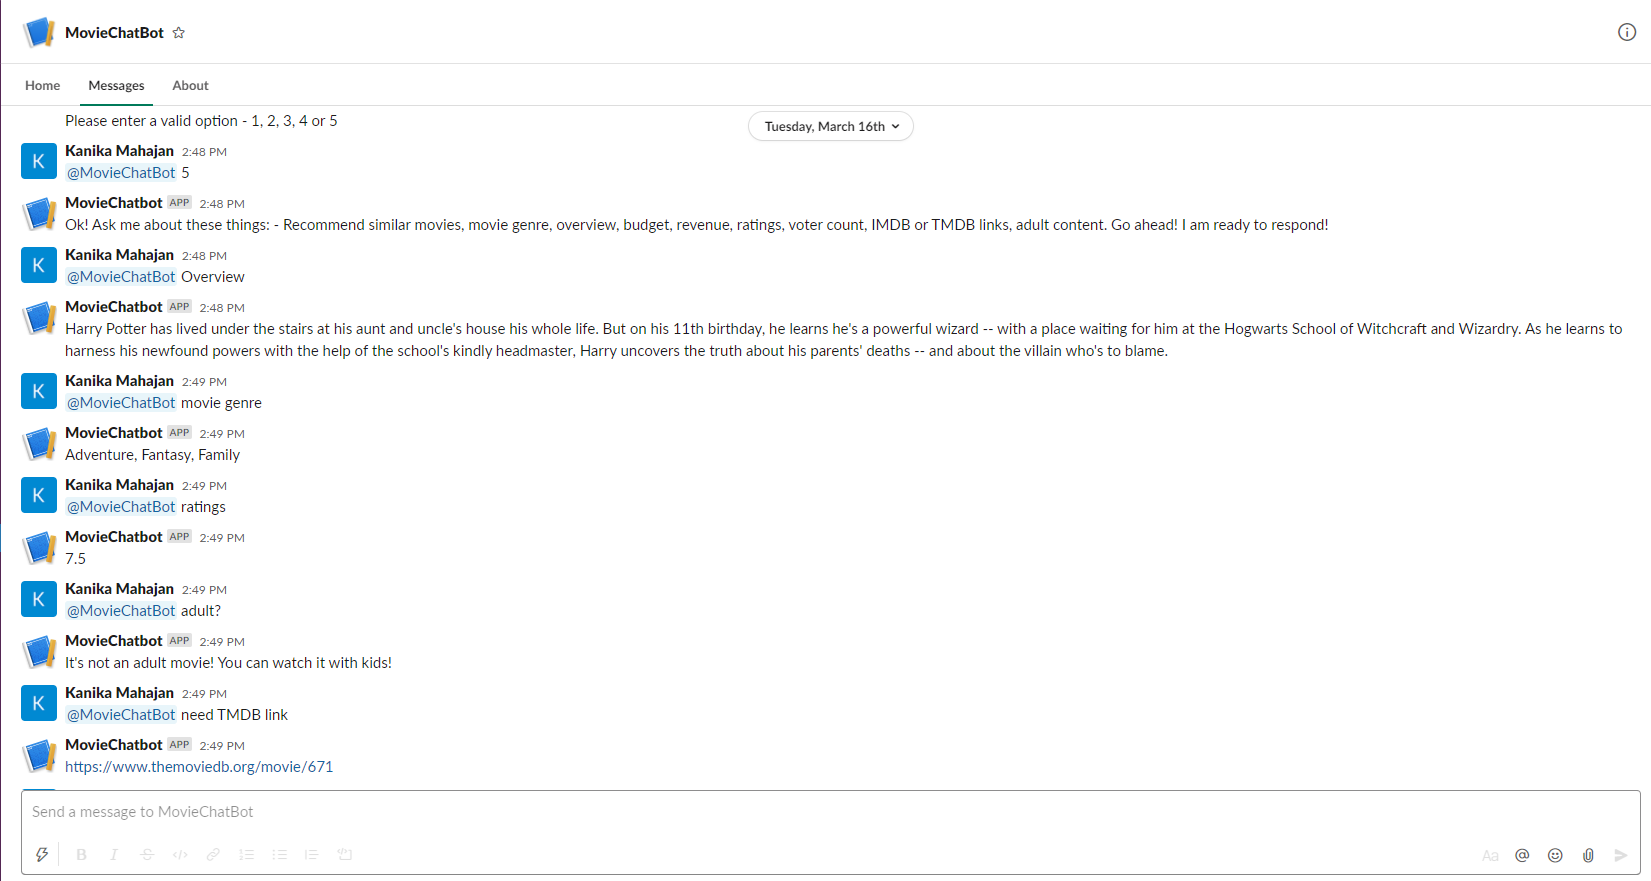 MovieChatBot
Home Messages About
Please enter a valid option - 1, 2, 3, 4 or 5
Tuesday, March 16th
K
Kanika Mahajan 2:48 PM
@MovieChatBot 5
MovieChatbot APP 2:48 PM
Ok! Ask me about these things: - Recommend similar movies, movie genre, overview, budget, revenue, ratings, voter count, IMDB or TMDB links, adult content. Go ahead! I am ready to respond!
K
Kanika Mahajan 2:48 PM
@MovieChatBot Overview
MovieChatbot APP 2:48 PM
Harry Potter has lived under the stairs at his aunt and uncle's house his whole life. But on his 11th birthday, he learns he's a powerful wizard -- with a place waiting for him at the Hogwarts School of Witchcraft and Wizardry. As he learns to
harness his newfound powers with the help of the school's kindly headmaster, Harry uncovers the truth about his parents' deaths -- and about the villain who's to blame.
K
Kanika Mahajan 2:49 PM
@MovieChatBot movie genre
MovieChatbot APP 2:49 PM
Adventure, Fantasy, Family
K
Kanika Mahajan 2:49 PM
@MovieChatBot ratings
MovieChatbot APP 2:49 PM
7.5
K
Kanika Mahajan 2:49 PM
@MovieChatBot adult?
MovieChatbot APP 2:49 PM
It's not an adult movie! You can watch it with kids!
K
Kanika Mahajan 2:49 PM
@MovieChatBot need TMDB link
MovieChatbot APP 2:49 PM
https://www.themoviedb.org/movie/671
Send a message to MovieChatBot
B I S </> Aa @